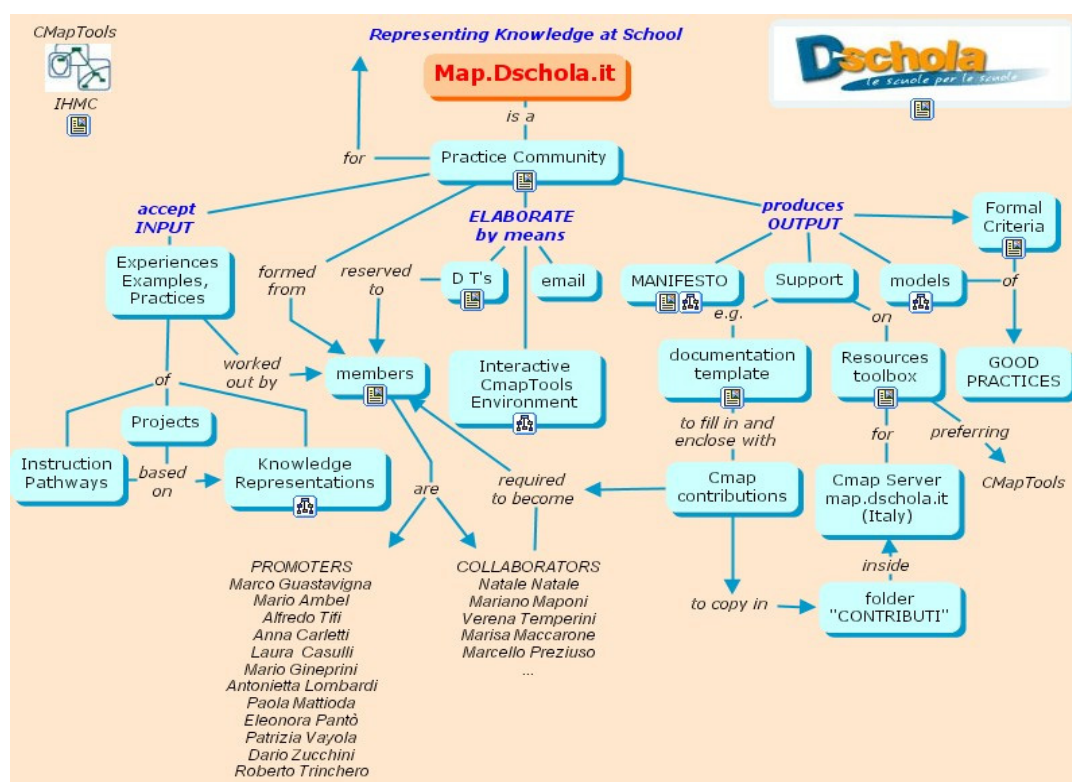 CMapTools
IHMC
Representing Knowledge at School
Map.Dschola.it
Dschola
le scuole per le scuole
is a
for
Practice Community
accept
INPUT
ELABORATE
by means
produces
OUTPUT
Formal
Criteria
Experiences
Examples,
Practices
formed
from
reserved
to
D T's
email
MANIFESTO
Support
models
of
e.g.
on
worked
out by
members
Interactive
CmapTools
Environment
documentation
template
Resources
toolbox
GOOD
PRACTICES
of
Projects
to fill in and
enclose with
for
preferring
Instruction
Pathways
based
on
Knowledge
Representations
are
required
to become
Cmap
contributions
Cmap Server
map.dschola.it
(Italy)
CMapTools
inside
to copy in
folder
"CONTRIBUTI"
PROMOTERS
Marco Guastavigna
Mario Ambel
Alfredo Tifi
Anna Carletti
Laura Casulli
Mario Gineprini
Antonietta Lombardi
Paola Mattioda
Eleonora Pantò
Patrizia Vayola
Dario Zucchini
Roberto Trinchero
COLLABORATORS
Natale Natale
Mariano Maponi
Verena Temperini
Marisa Maccarone
Marcello Preziuso
...